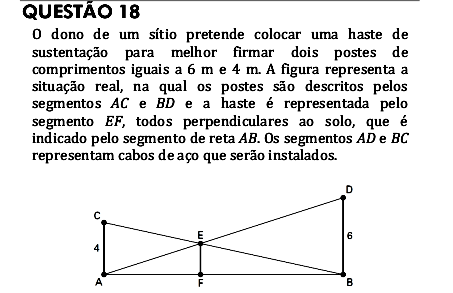 QUESTÃO 18
O dono de um sítio pretende colocar uma haste de
sustentação para melhor firmar dois postes de
comprimentos iguais a 6 m e 4 m. A figura representa a
situação real, na qual os postes são descritos pelos
segmentos AC e BD e a haste é representada pelo
segmento EF, todos perpendiculares ao solo, que é
indicado pelo segmento de reta AB. Os segmentos AD e BC
representam cabos de aço que serão instalados.
D
C
E
6
4
A
F
B